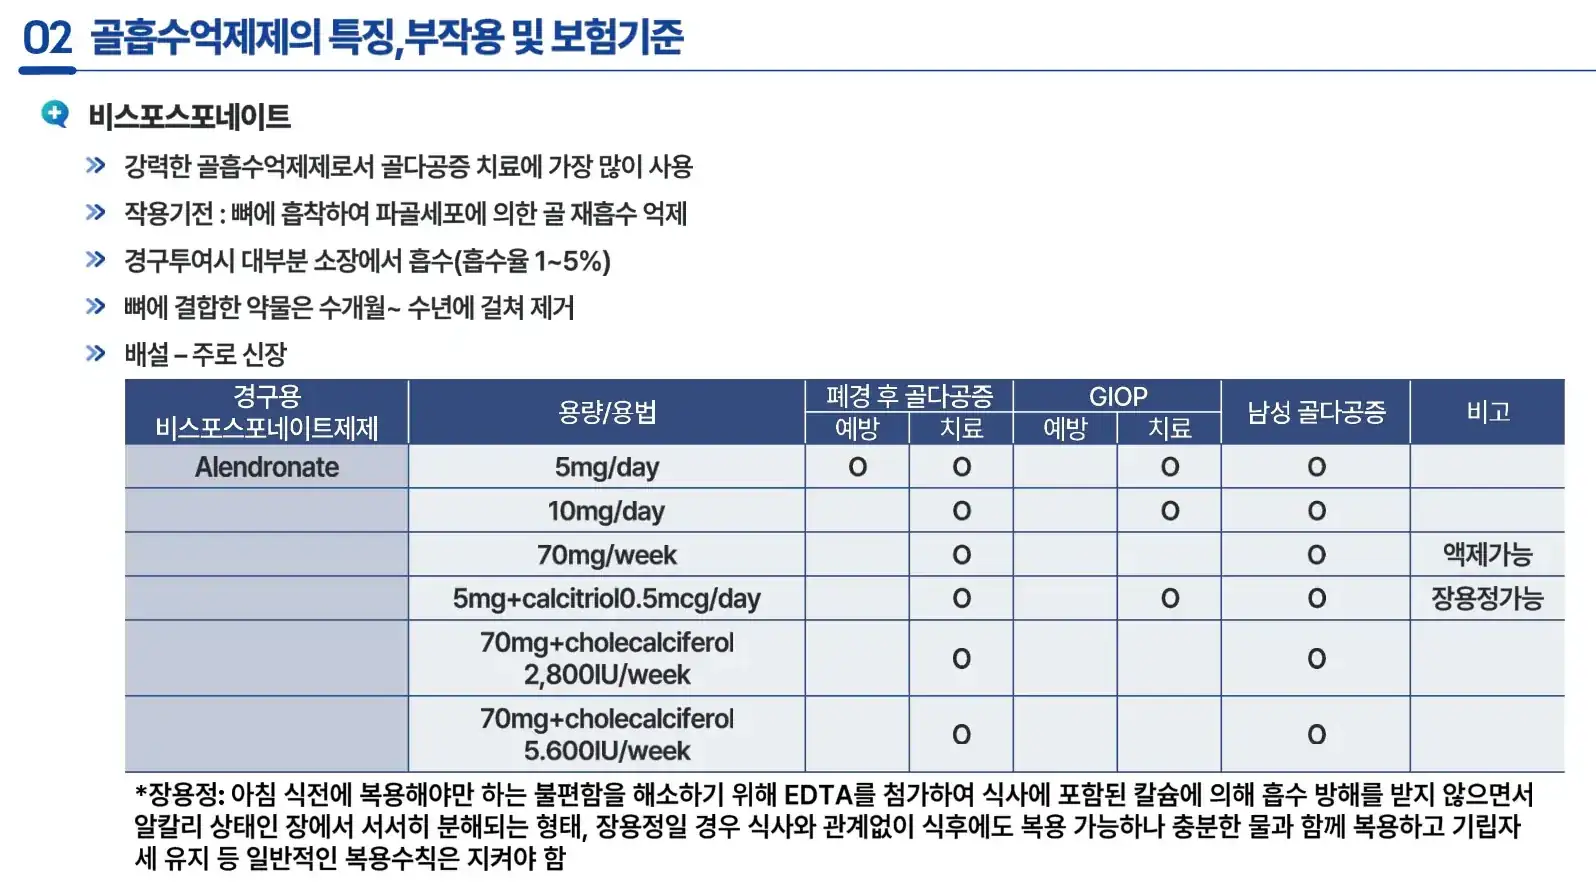 02 골흡수억제제의 특징,부작용 및 보험기준
비스포스포네이트
강력한 골흡수억제제로서 골다공증 치료에 가장 많이 사용
작용기전 : 뼈에 흡착하여 파골세포에 의한 골 재흡수 억제
경구투여시 대부분 소장에서 흡수(흡수율 1~5%)
뼈에 결합한 약물은 수개월~ 수년에 걸쳐 제거
배설 – 주로 신장
경구용 비스포스포네이트제제 용량/용법 폐경 후 골다공증 GIOP 남성 골다공증 비고
예방 치료 예방 치료
Alendronate 5mg/day O O O O
10mg/day O O O
70mg/week O O 액제가능
5mg+calcitriol0.5mcg/day O O O 장용정가능
70mg+cholecalciferol
2,800IU/week O O
70mg+cholecalciferol
5.600IU/week O O
*장용정: 아침 식전에 복용해야만 하는 불편함을 해소하기 위해 EDTA를 첨가하여 식사에 포함된 칼슘에 의해 흡수 방해를 받지 않으면서
알칼리 상태인 장에서 서서히 분해되는 형태, 장용정일 경우 식사와 관계없이 식후에도 복용 가능하나 충분한 물과 함께 복용하고 기립자
세 유지 등 일반적인 복용수칙은 지켜야 함